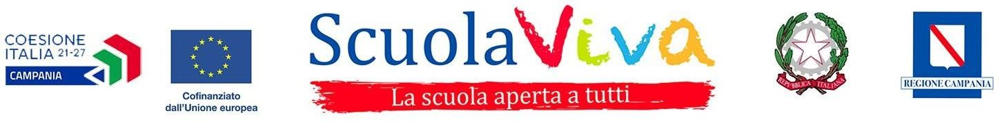 COESIONE
ITALIA 21-27
CAMPANIA
Cofinanziato
dall'Unione europea
ScuolaViva
La scuola aperta a tutti
REPUBBLICA ITALIANA
REGIONE CAMPANIA